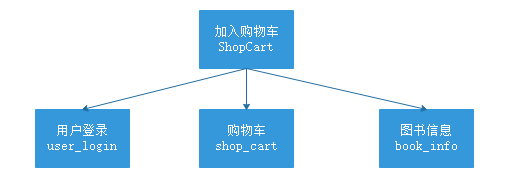 加入购物车
ShopCart
用户登录
user_login
购物车
shop_cart
图书信息
book_info